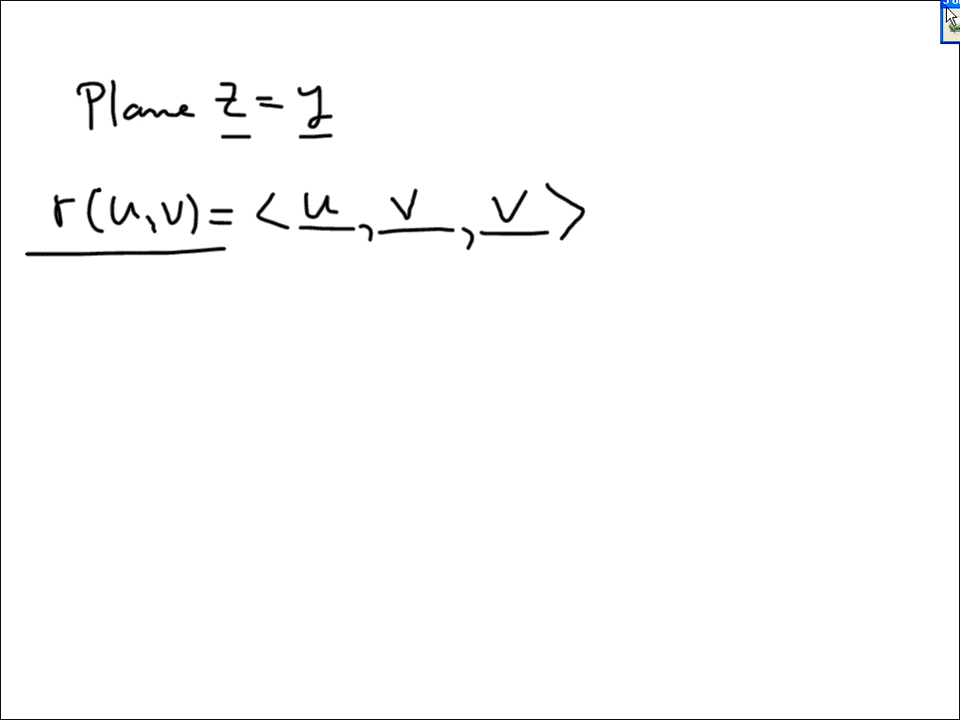 Plane z = y
r(u,v) = <u, v, v>